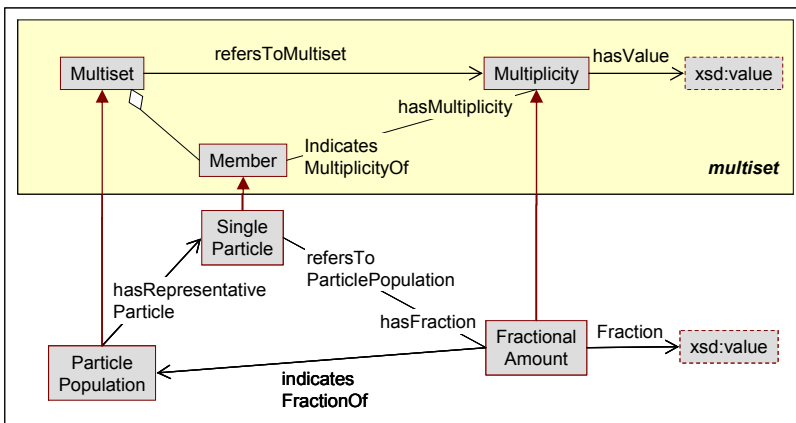 refersToMultiset
hasValue
Multiset
Multiplicity
xsd:value
hasMultiplicity
Indicates
MultiplicityOf
Member
multiset
Single
Particle
refersTo
ParticlePopulation
hasRepresentative
Particle
hasFraction
Fractional
Amount
Fraction
xsd:value
Particle
Population
indicates
FractionOf